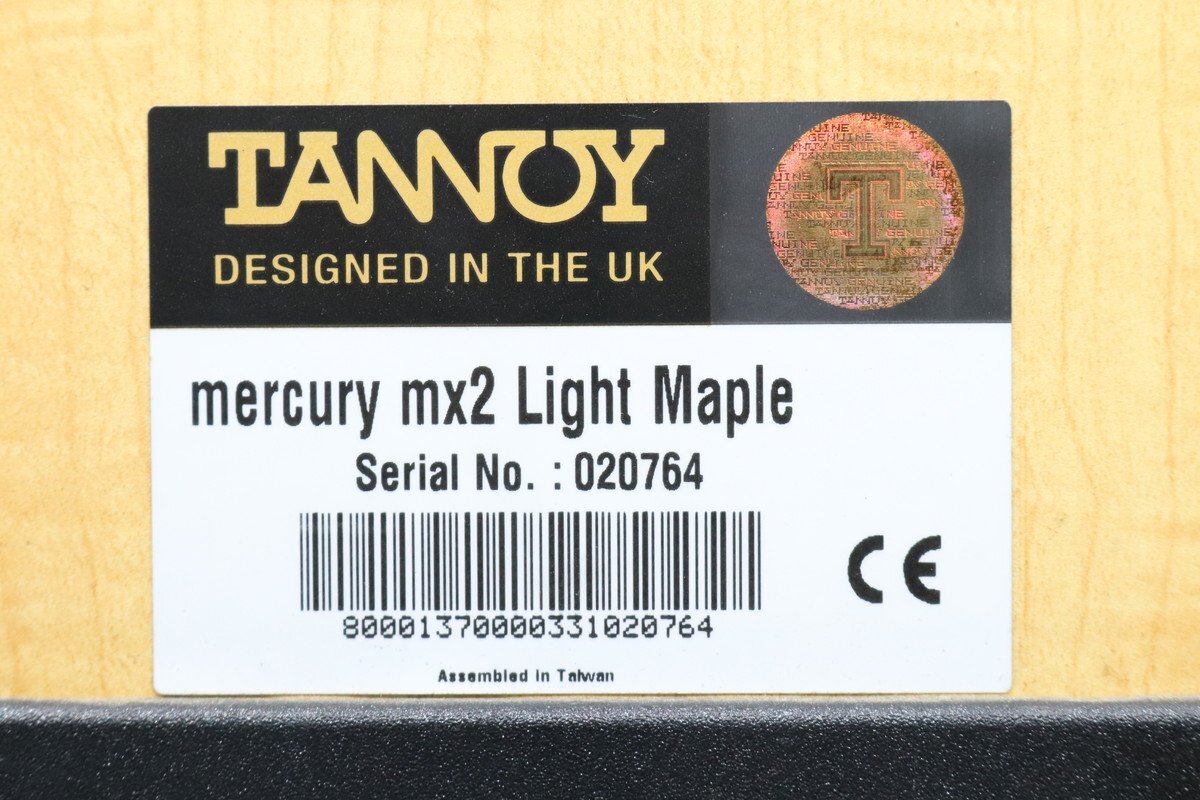 TANNOY
DESIGNED IN THE UK
T
mercury mx2 Light Maple
Serial No. : 020764
80001370000331020764
Assembled in Taiwan
CE